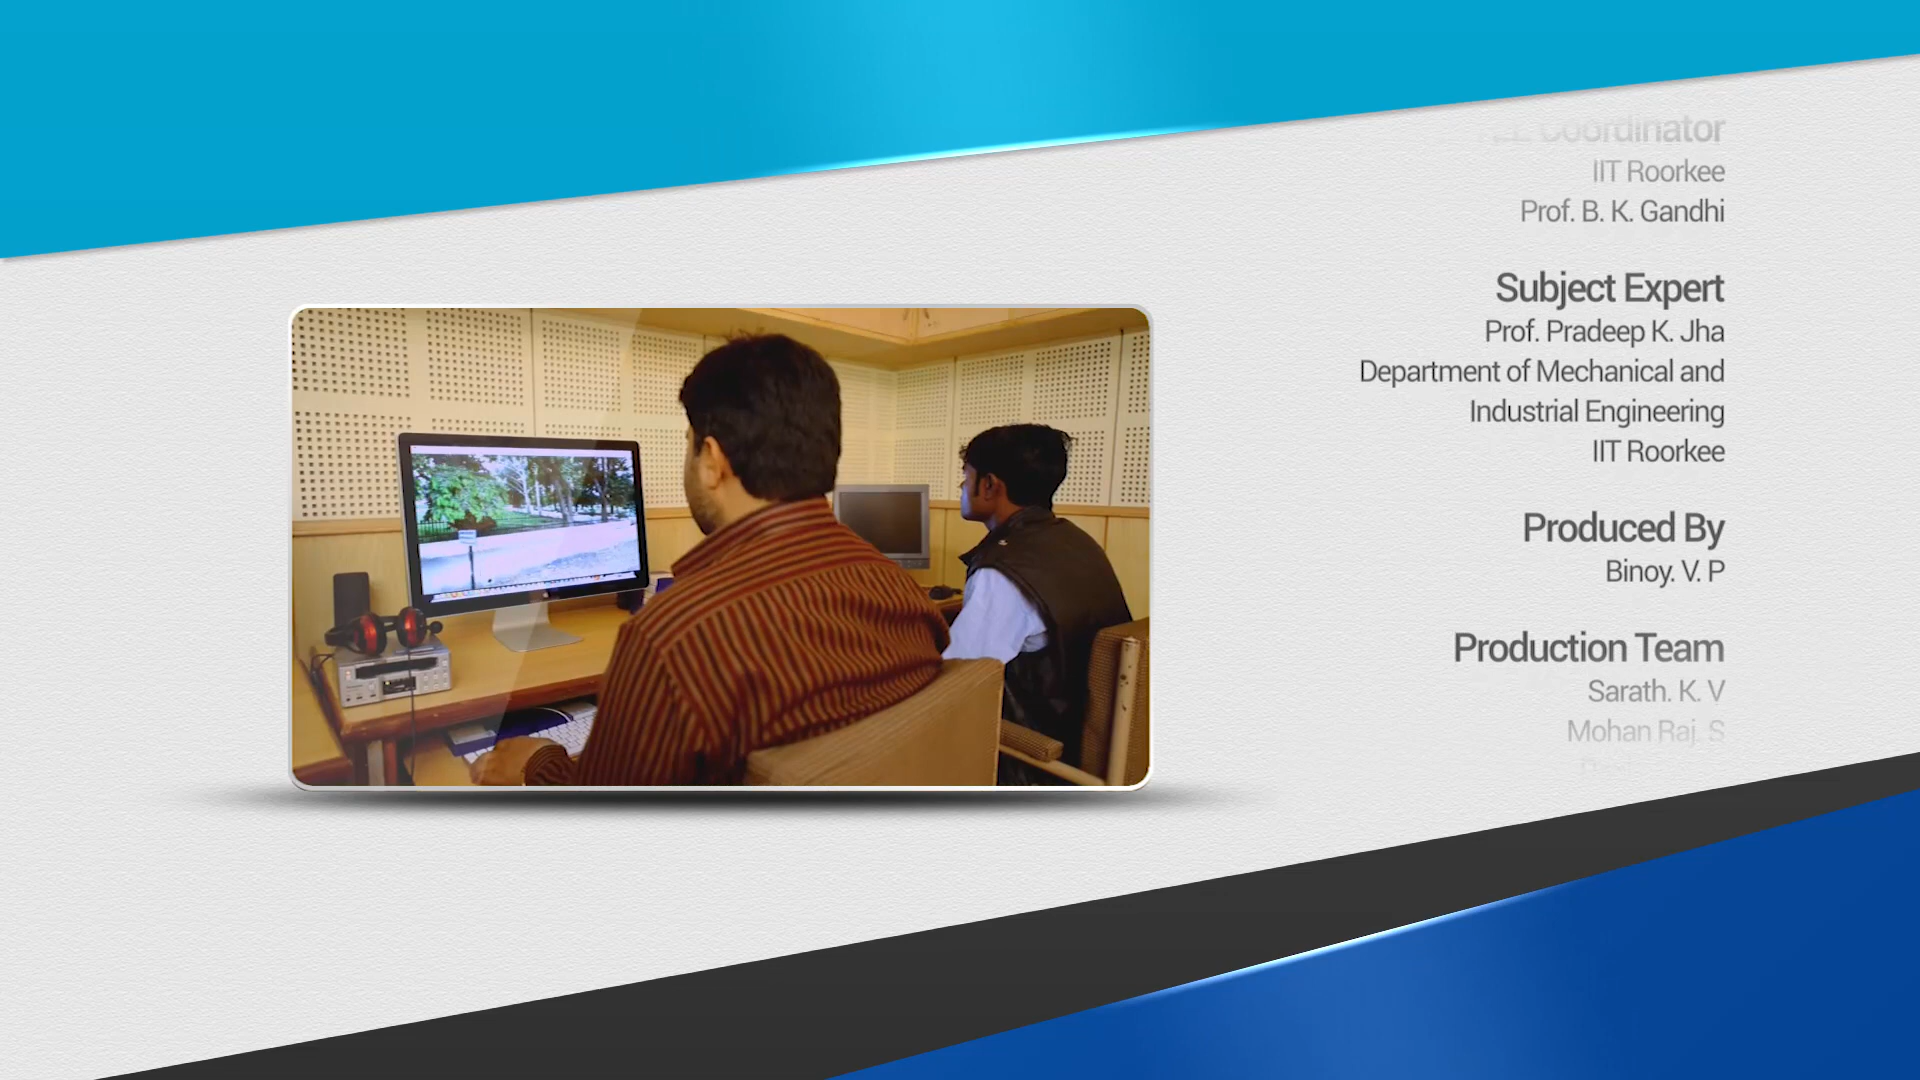 Coordinator
IIT Roorkee
Prof. B. K. Gandhi
Subject Expert
Prof. Pradeep K. Jha
Department of Mechanical and
Industrial Engineering
IIT Roorkee
Produced By
Binoy. V. P
Production Team
Sarath. K. V
Mohan Raj. S